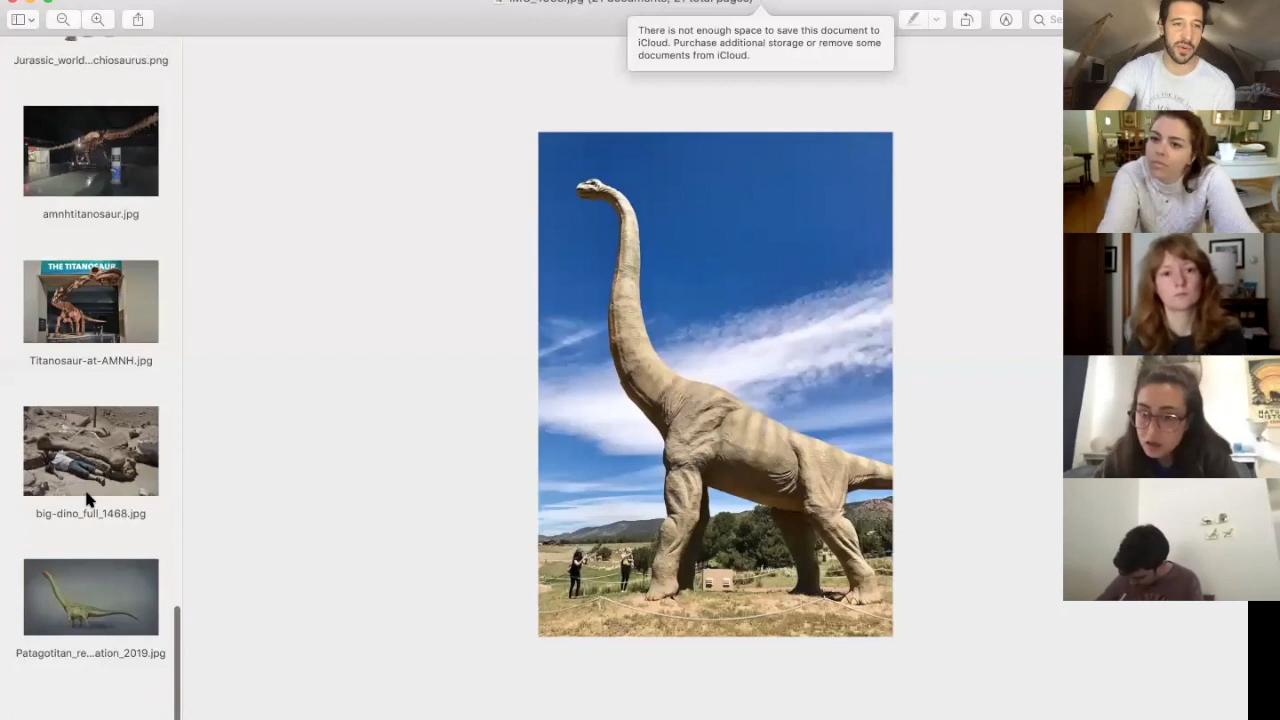 There is not enough space to save this document to
iCloud. Purchase additional storage or remove some
documents from iCloud.
Jurassic_world...chiosaurus.png
amnhtitanosaur.jpg
THE TITANOSAUR
Titanosaur-at-AMNH.jpg
big-dino_full_1468.jpg
Patagotitan_re...ation_2019.jpg